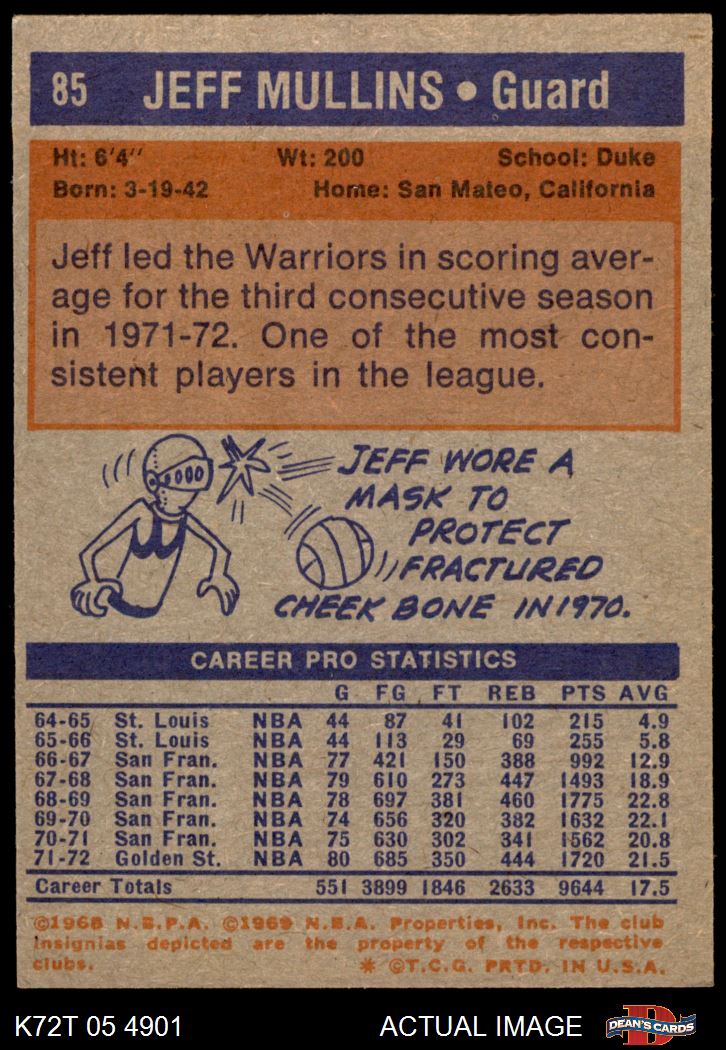 85 JEFF MULLINS • Guard
Ht: 6'4" Wt: 200 School: Duke
Born: 3-19-42 Home: San Mateo, California
Jeff led the Warriors in scoring aver-
age for the third consecutive season
in 1971-72. One of the most con-
sistent players in the league.
JEFF WORE A
MASK TO
PROTECT
FRACTURED
CHEEK BONE IN 1970.
CAREER PRO STATISTICS
G FG FT REB PTS AVG
64-65 St. Louis NBA 44 87 41 102 215 4.9
65-66 St. Louis NBA 44 113 29 69 255 5.8
66-67 San Fran. NBA 77 421 150 388 992 12.9
67-68 San Fran. NBA 79 610 273 447 1493 18.9
68-69 San Fran. NBA 78 697 381 460 1775 22.8
69-70 San Fran. NBA 74 656 320 382 1632 22.1
70-71 San Fran. NBA 75 630 302 341 1562 20.8
71-72 Golden St. NBA 80 685 350 444 1720 21.5
Career Totals 551 3899 1846 2633 9644 17.5
©1968 N.B.P.A. ©1969 N.B.A. Properties, Inc. The club
insignias depicted are the property of the respective
clubs. * ©T.C.G. PRTD. IN U.S.A.
K72T 05 4901 ACTUAL IMAGE D DEAN'S CARDS